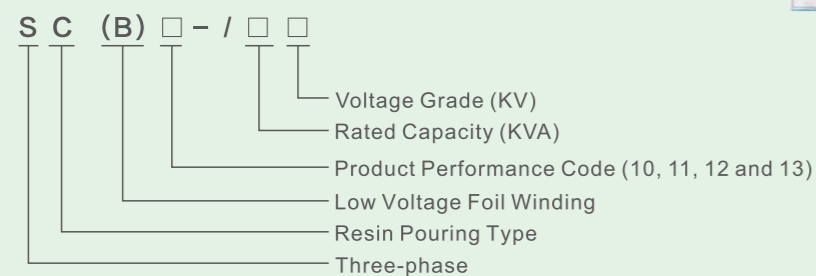 S C (B) □ - / □ □
Voltage Grade (KV)
Rated Capacity (KVA)
Product Performance Code (10, 11, 12 and 13)
Low Voltage Foil Winding
Resin Pouring Type
Three-phase